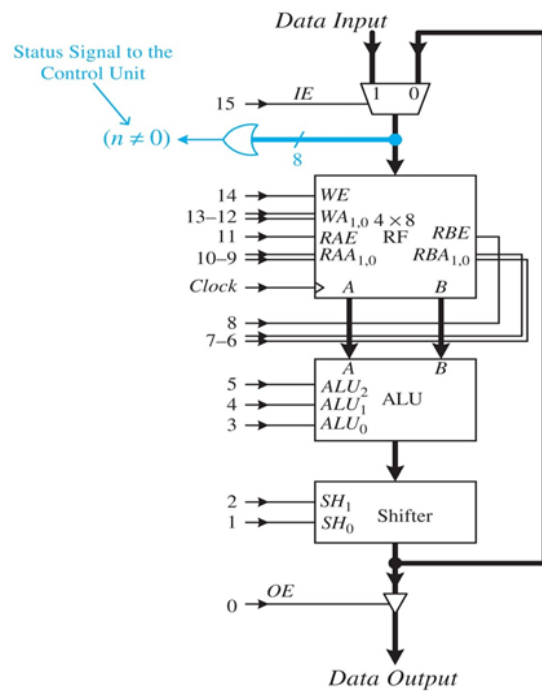 Data Input
Status Signal to the
Control Unit
1 0
15 IE
(n ≠ 0)
8
14 WE
13–12 WA1,0 4 × 8
11 RAE RF RBE
10–9 RAA1,0 RBA1,0
Clock A B
8
7–6
A B
5 ALU2 ALU
4 ALU1
3 ALU0
2 SH1 Shifter
1 SH0
0 OE
Data Output